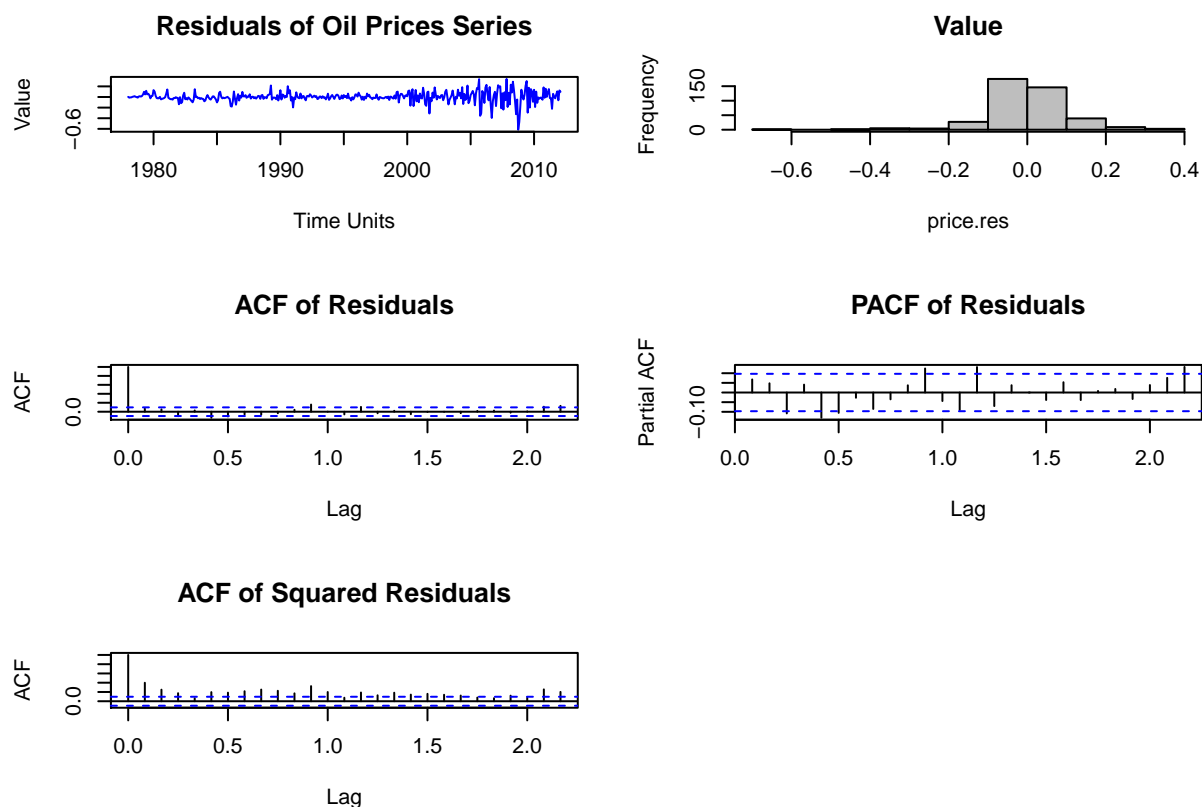 Residuals of Oil Prices Series
Value
−0.6
1980 1990 2000 2010
Time Units
Value
Frequency
0 150
−0.6 −0.4 −0.2 0.0 0.2 0.4
price.res
ACF of Residuals
ACF
0.0
0.0 0.5 1.0 1.5 2.0
Lag
PACF of Residuals
Partial ACF
−0.10
0.0 0.5 1.0 1.5 2.0
Lag
ACF of Squared Residuals
ACF
0.0
0.0 0.5 1.0 1.5 2.0
Lag